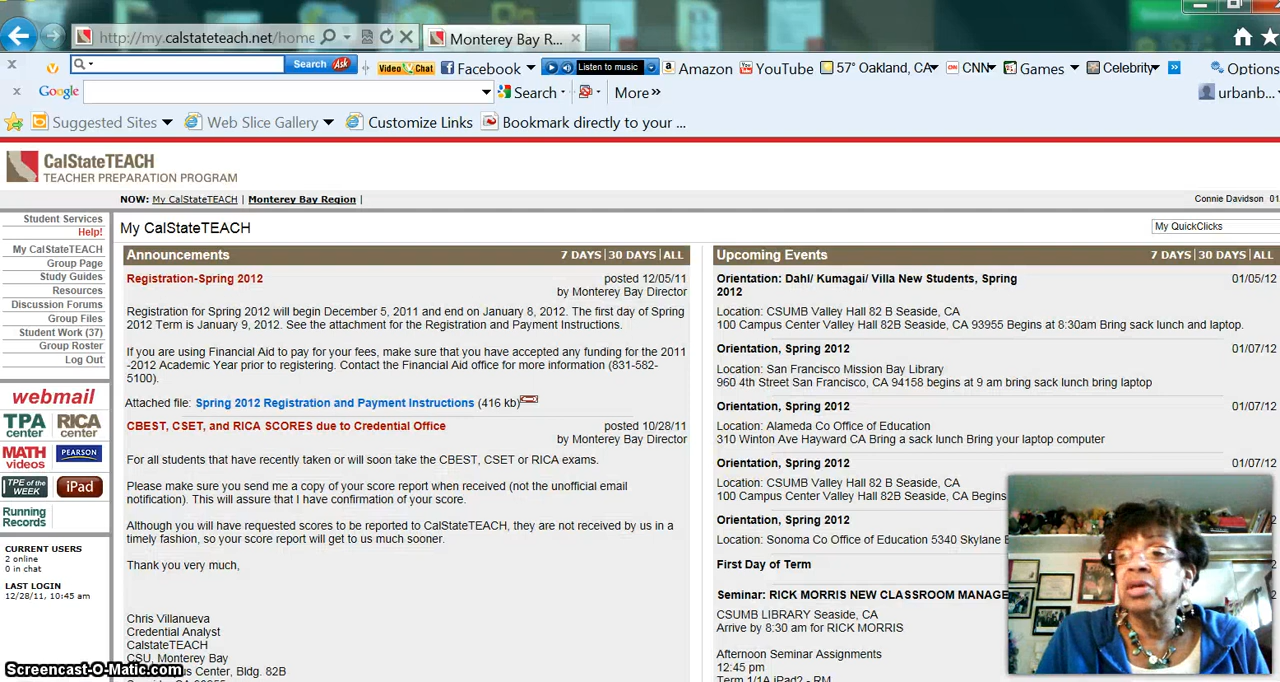 http://my.calstateteach.net/home
Monterey Bay R...
Search Ask
Video Chat
Facebook
Listen to music
Amazon
YouTube
57° Oakland, CA
CNN
Games
Celebrity
Options
Google
Search
More »
urbanb...
Suggested Sites
Web Slice Gallery
Customize Links
Bookmark directly to your ...
CalStateTEACH
TEACHER PREPARATION PROGRAM
NOW: My CalStateTEACH | Monterey Bay Region |
Connie Davidson 01
Student Services
Help!
My CalStateTEACH
Group Page
Study Guides
Resources
Discussion Forums
Group Files
Student Work (37)
Group Roster
Log Out
webmail
TPA center
RICA center
MATH videos
PEARSON
TPE of the WEEK
iPad
Running Records
CURRENT USERS
2 online
0 in chat
LAST LOGIN
12/28/11, 10:45 am
My CalStateTEACH
My QuickClicks
Announcements
7 DAYS | 30 DAYS | ALL
Registration-Spring 2012
posted 12/05/11
by Monterey Bay Director
Registration for Spring 2012 will begin December 5, 2011 and end on January 8, 2012. The first day of Spring
2012 Term is January 9, 2012. See the attachment for the Registration and Payment Instructions.
If you are using Financial Aid to pay for your fees, make sure that you have accepted any funding for the 2011
-2012 Academic Year prior to registering. Contact the Financial Aid office for more information (831-582-
5100).
Attached file: Spring 2012 Registration and Payment Instructions (416 kb)
CBEST, CSET, and RICA SCORES due to Credential Office
posted 10/28/11
by Monterey Bay Director
For all students that have recently taken or will soon take the CBEST, CSET or RICA exams.
Please make sure you send me a copy of your score report when received (not the unofficial email
notification). This will assure that I have confirmation of your score.
Although you will have requested scores to be reported to CalStateTEACH, they are not received by us in a
timely fashion, so your score report will get to us much sooner.
Thank you very much,
Chris Villanueva
Credential Analyst
CalstateTEACH
CSU, Monterey Bay
Center, Bldg. 82B
Screencast-O-Matic.com
Upcoming Events
7 DAYS | 30 DAYS | ALL
Orientation: Dahl/ Kumagai/ Villa New Students, Spring
2012
01/05/12
Location: CSUMB Valley Hall 82 B Seaside, CA
100 Campus Center Valley Hall 82B Seaside, CA 93955 Begins at 8:30am Bring sack lunch and laptop.
Orientation, Spring 2012
01/07/12
Location: San Francisco Mission Bay Library
960 4th Street San Francisco, CA 94158 begins at 9 am bring sack lunch bring laptop
Orientation, Spring 2012
01/07/12
Location: Alameda Co Office of Education
310 Winton Ave Hayward CA Bring a sack lunch Bring your laptop computer
Orientation, Spring 2012
01/07/12
Location: CSUMB Valley Hall 82 B Seaside, CA
100 Campus Center Valley Hall 82B Seaside, CA Begins
Orientation, Spring 2012
Location: Sonoma Co Office of Education 5340 Skylane
First Day of Term
Seminar: RICK MORRIS NEW CLASSROOM MANAGE
CSUMB LIBRARY Seaside, CA
Arrive by 8:30 am for RICK MORRIS
Afternoon Seminar Assignments
12:45 pm
Term 1/1A iPad2 - RM